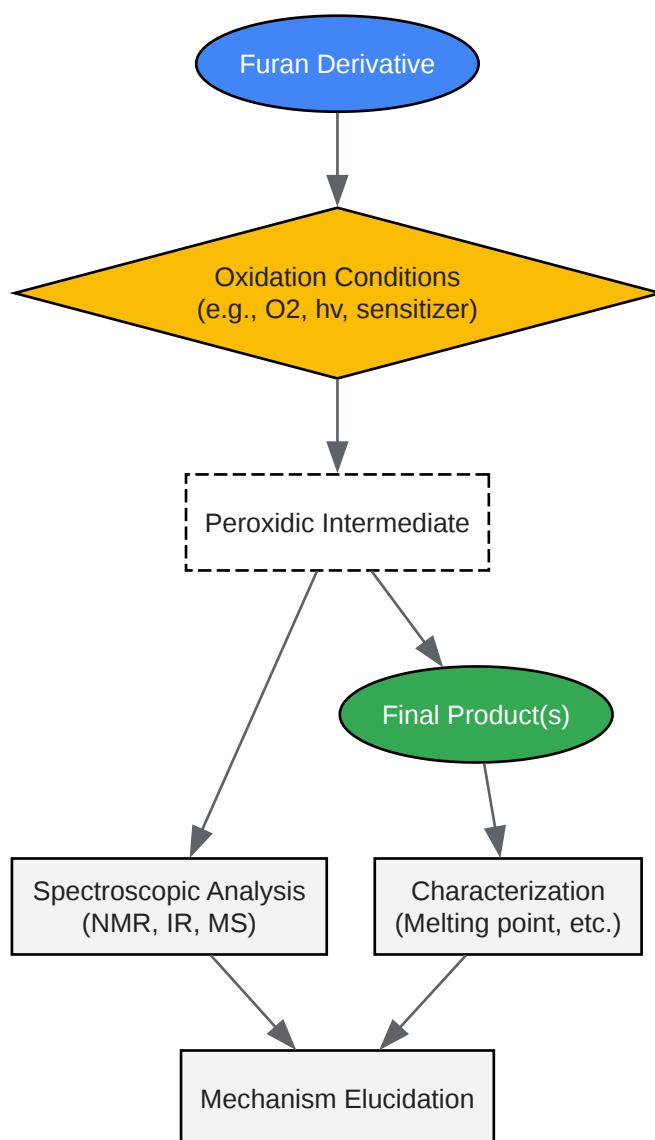 Furan Derivative
Oxidation Conditions
(e.g., O2, hv, sensitizer)
Peroxidic Intermediate
Final Product(s)
Spectroscopic Analysis
(NMR, IR, MS)
Characterization
(Melting point, etc.)
Mechanism Elucidation